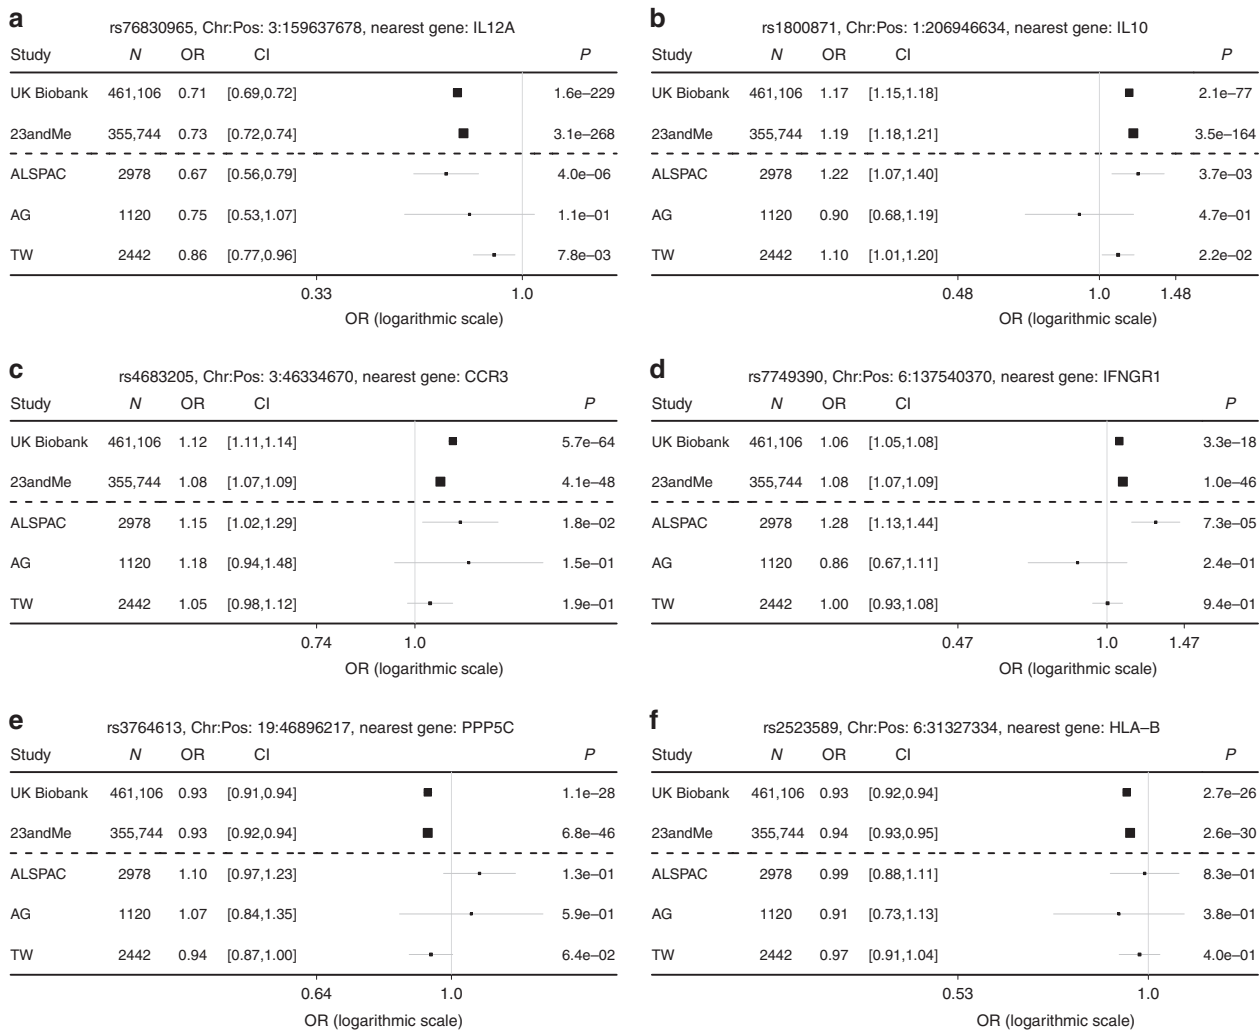 a
rs76830965, Chr:Pos: 3:159637678, nearest gene: IL12A
Study N OR CI P
UK Biobank 461,106 0.71 [0.69,0.72] 1.6e−229
23andMe 355,744 0.73 [0.72,0.74] 3.1e−268
ALSPAC 2978 0.67 [0.56,0.79] 4.0e−06
AG 1120 0.75 [0.53,1.07] 1.1e−01
TW 2442 0.86 [0.77,0.96] 7.8e−03
0.33 1.0
OR (logarithmic scale)
b
rs1800871, Chr:Pos: 1:206946634, nearest gene: IL10
Study N OR CI P
UK Biobank 461,106 1.17 [1.15,1.18] 2.1e−77
23andMe 355,744 1.19 [1.18,1.21] 3.5e−164
ALSPAC 2978 1.22 [1.07,1.40] 3.7e−03
AG 1120 0.90 [0.68,1.19] 4.7e−01
TW 2442 1.10 [1.01,1.20] 2.2e−02
0.48 1.0 1.48
OR (logarithmic scale)
c
rs4683205, Chr:Pos: 3:46334670, nearest gene: CCR3
Study N OR CI P
UK Biobank 461,106 1.12 [1.11,1.14] 5.7e−64
23andMe 355,744 1.08 [1.07,1.09] 4.1e−48
ALSPAC 2978 1.15 [1.02,1.29] 1.8e−02
AG 1120 1.18 [0.94,1.48] 1.5e−01
TW 2442 1.05 [0.98,1.12] 1.9e−01
0.74 1.0
OR (logarithmic scale)
d
rs7749390, Chr:Pos: 6:137540370, nearest gene: IFNGR1
Study N OR CI P
UK Biobank 461,106 1.06 [1.05,1.08] 3.3e−18
23andMe 355,744 1.08 [1.07,1.09] 1.0e−46
ALSPAC 2978 1.28 [1.13,1.44] 7.3e−05
AG 1120 0.86 [0.67,1.11] 2.4e−01
TW 2442 1.00 [0.93,1.08] 9.4e−01
0.47 1.0 1.47
OR (logarithmic scale)
e
rs3764613, Chr:Pos: 19:46896217, nearest gene: PPP5C
Study N OR CI P
UK Biobank 461,106 0.93 [0.91,0.94] 1.1e−28
23andMe 355,744 0.93 [0.92,0.94] 6.8e−46
ALSPAC 2978 1.10 [0.97,1.23] 1.3e−01
AG 1120 1.07 [0.84,1.35] 5.9e−01
TW 2442 0.94 [0.87,1.00] 6.4e−02
0.64 1.0
OR (logarithmic scale)
f
rs2523589, Chr:Pos: 6:31327334, nearest gene: HLA−B
Study N OR CI P
UK Biobank 461,106 0.93 [0.92,0.94] 2.7e−26
23andMe 355,744 0.94 [0.93,0.95] 2.6e−30
ALSPAC 2978 0.99 [0.88,1.11] 8.3e−01
AG 1120 0.91 [0.73,1.13] 3.8e−01
TW 2442 0.97 [0.91,1.04] 4.0e−01
0.53 1.0
OR (logarithmic scale)